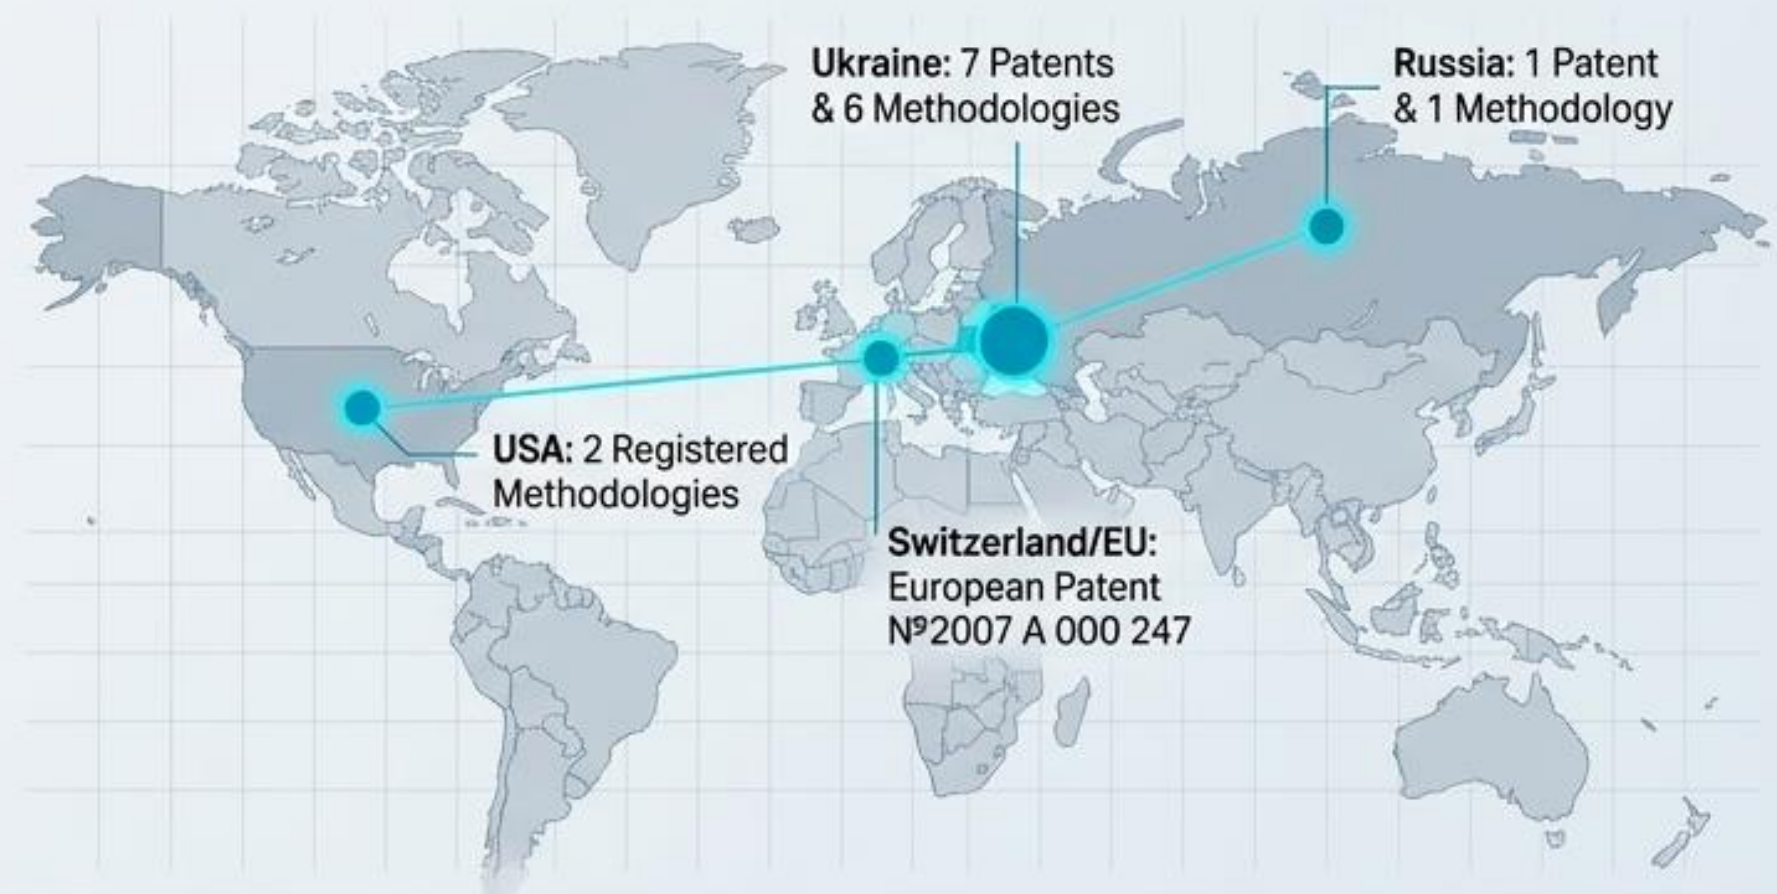 Ukraine: 7 Patents
& 6 Methodologies
Russia: 1 Patent
& 1 Methodology
USA: 2 Registered
Methodologies
Switzerland/EU:
European Patent
№2007 A 000 247